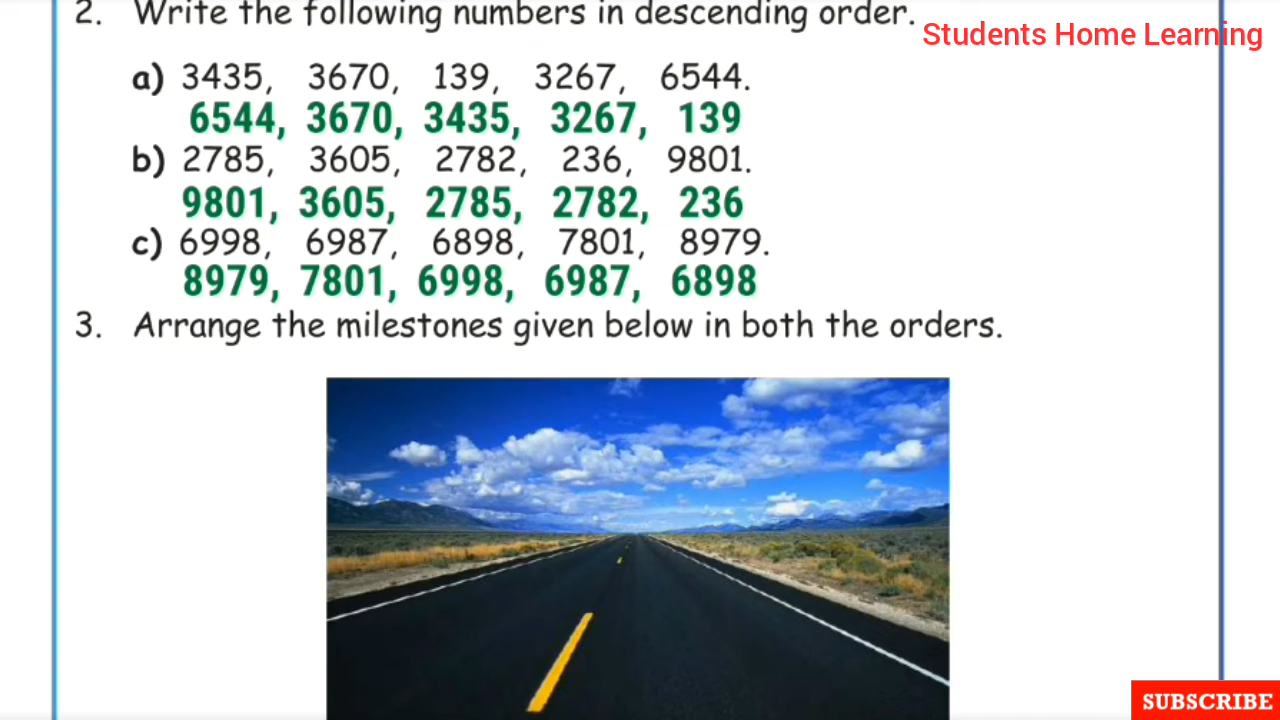 2. Write the following numbers in descending order.
Students Home Learning
a) 3435, 3670, 139, 3267, 6544.
6544, 3670, 3435, 3267, 139
b) 2785, 3605, 2782, 236, 9801.
9801, 3605, 2785, 2782, 236
c) 6998, 6987, 6898, 7801, 8979.
8979, 7801, 6998, 6987, 6898
3. Arrange the milestones given below in both the orders.
SUBSCRIBE